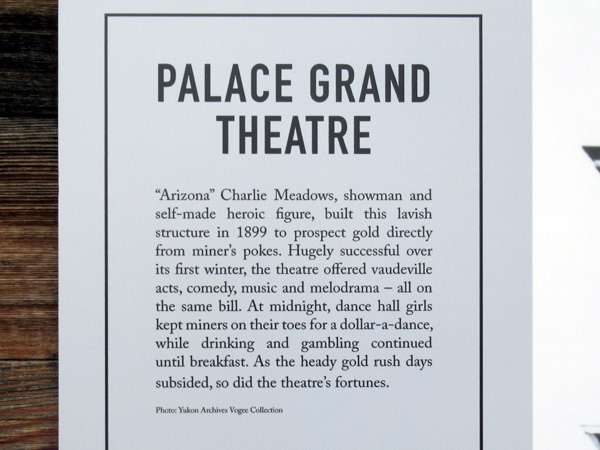 PALACE GRAND
THEATRE
“Arizona” Charlie Meadows, showman and
self-made heroic figure, built this lavish
structure in 1899 to prospect gold directly
from miner’s pokes. Hugely successful over
its first winter, the theatre offered vaudeville
acts, comedy, music and melodrama – all on
the same bill. At midnight, dance hall girls
kept miners on their toes for a dollar-a-dance,
while drinking and gambling continued
until breakfast. As the heady gold rush days
subsided, so did the theatre’s fortunes.
Photo: Yukon Archives Vogee Collection